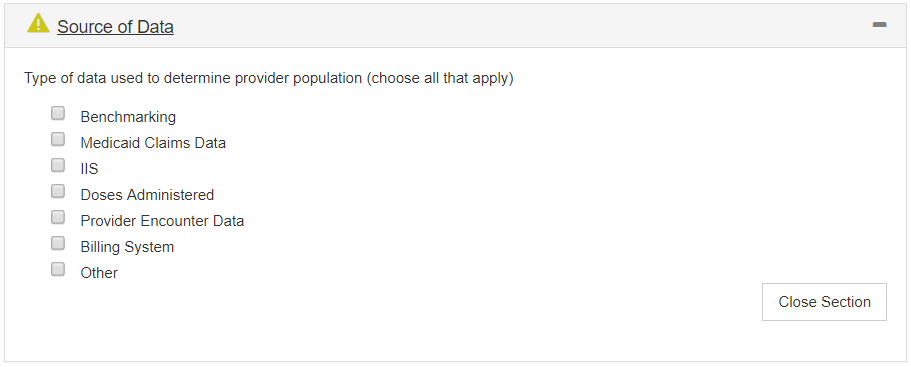 Source of Data
Type of data used to determine provider population (choose all that apply)
Benchmarking
Medicaid Claims Data
IIS
Doses Administered
Provider Encounter Data
Billing System
Other
Close Section